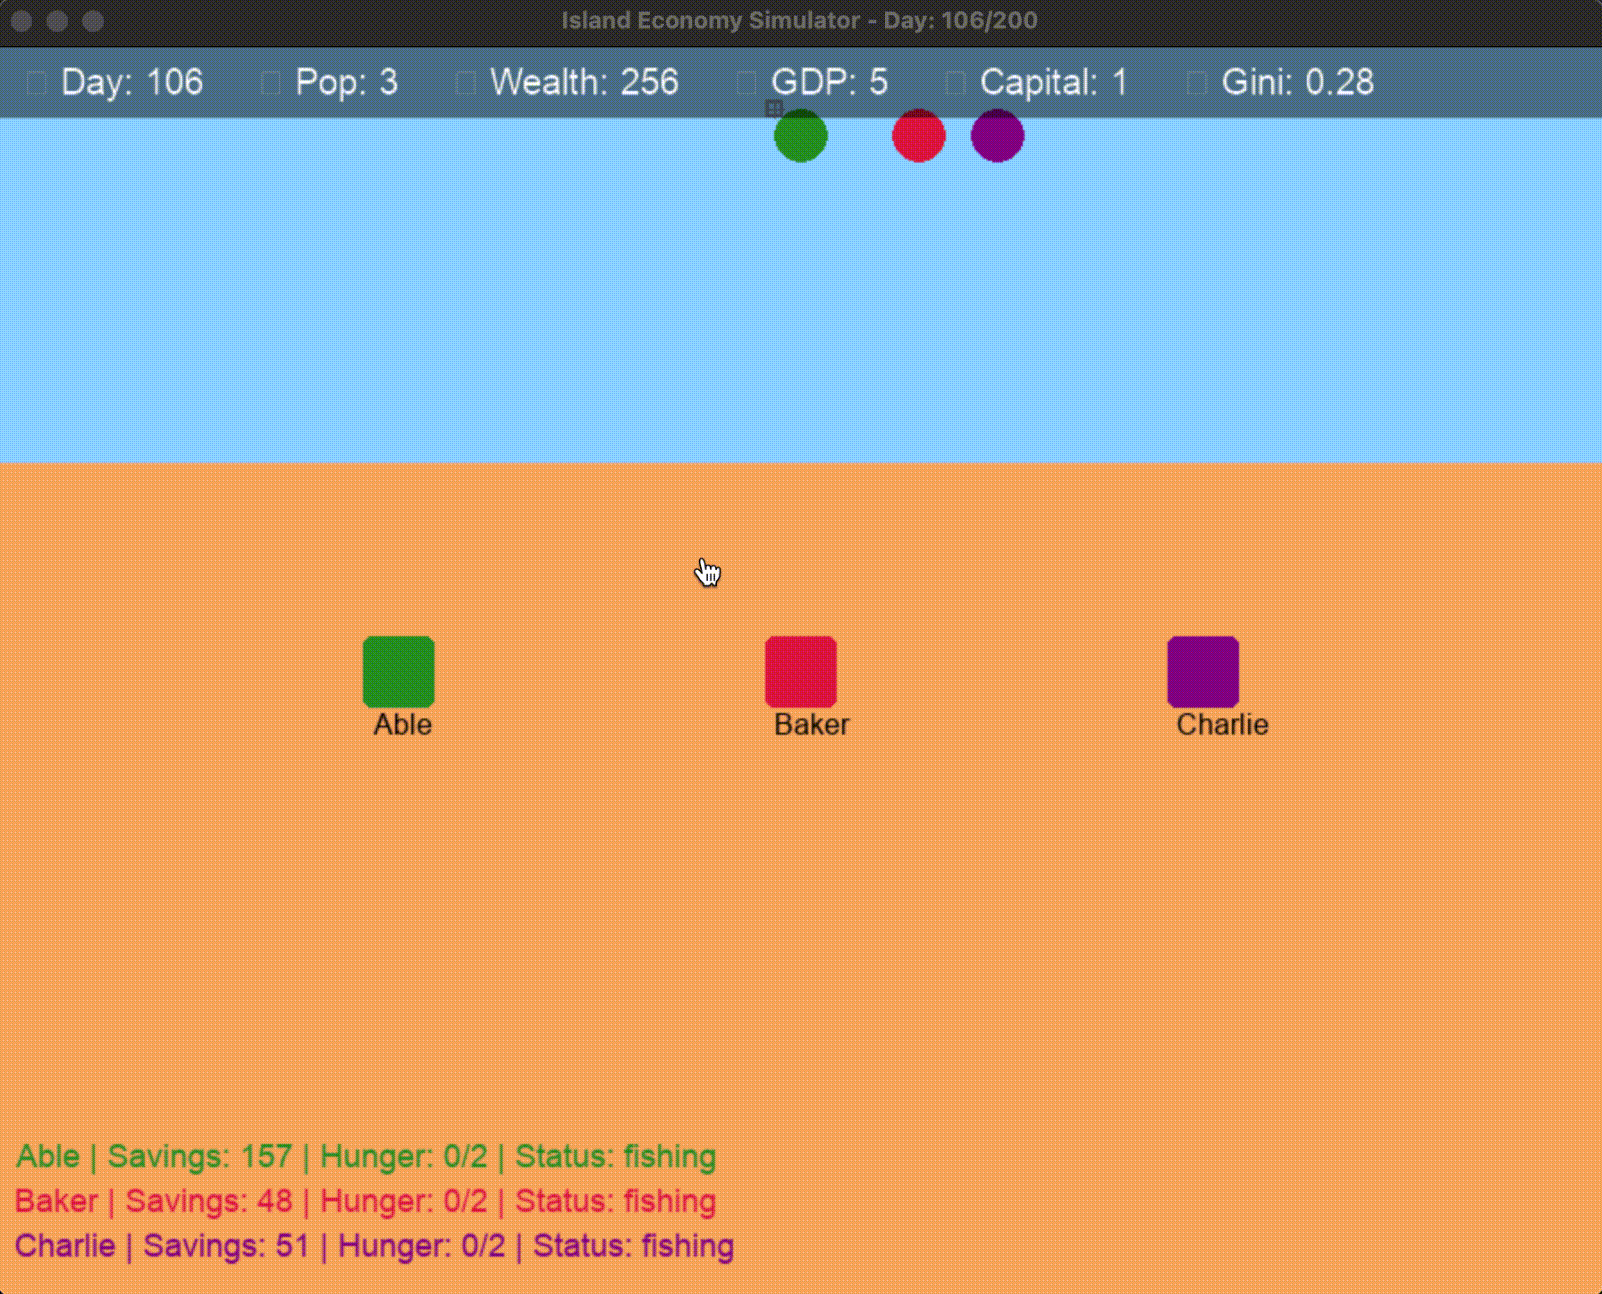 Island Economy Simulator - Day: 106/200
Day: 106 Pop: 3 Wealth: 256 GDP: 5 Capital: 1 Gini: 0.28
Able Baker Charlie
Able | Savings: 157 | Hunger: 0/2 | Status: fishing
Baker | Savings: 48 | Hunger: 0/2 | Status: fishing
Charlie | Savings: 51 | Hunger: 0/2 | Status: fishing